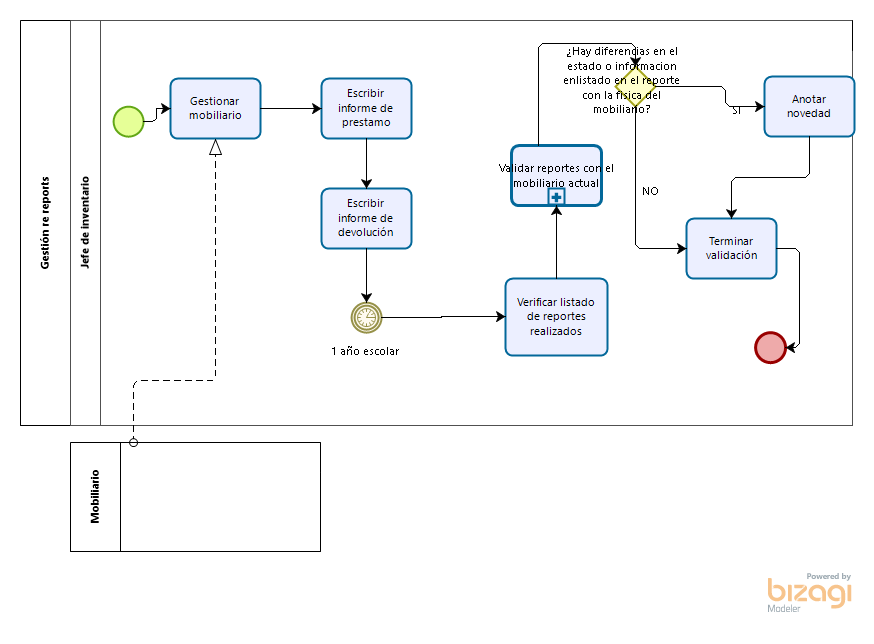 Gestión re reports
Jefe de inventario
Gestionar
mobiliario
Escribir
informe de
prestamo
Escribir
informe de
devolución
1 año escolar
Verificar listado
de reportes
realizados
Validar reportes con el
mobiliario actual
¿Hay diferencias en el
estado o informacion
enlistado en el reporte
con la fisica del
mobiliario?
SI
NO
Anotar
novedad
Terminar
validación
Mobiliario
Powered by
bizagi
Modeler